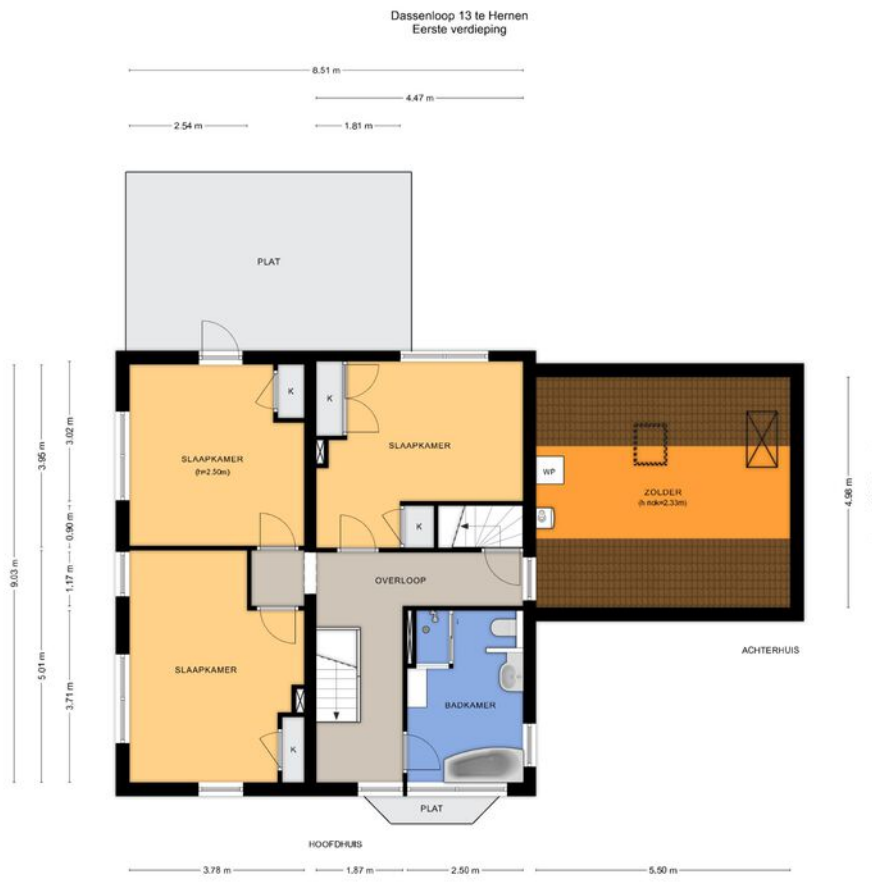 Dassenloop 13 te Hernen
Eerste verdieping
8.51 m
4.47 m
2.54 m
1.81 m
PLAT
K
K
SLAAPKAMER
SLAAPKAMER
(h=2.50m)
WP
ZOLDER
(h nok=2.33m)
K
OVERLOOP
SLAAPKAMER
BADKAMER
K
PLAT
ACHTERHUIS
HOOFDHUIS
9.03 m
3.95 m
5.01 m
3.02 m
0.90 m
1.17 m
3.71 m
4.98 m
3.78 m
1.87 m
2.50 m
5.50 m